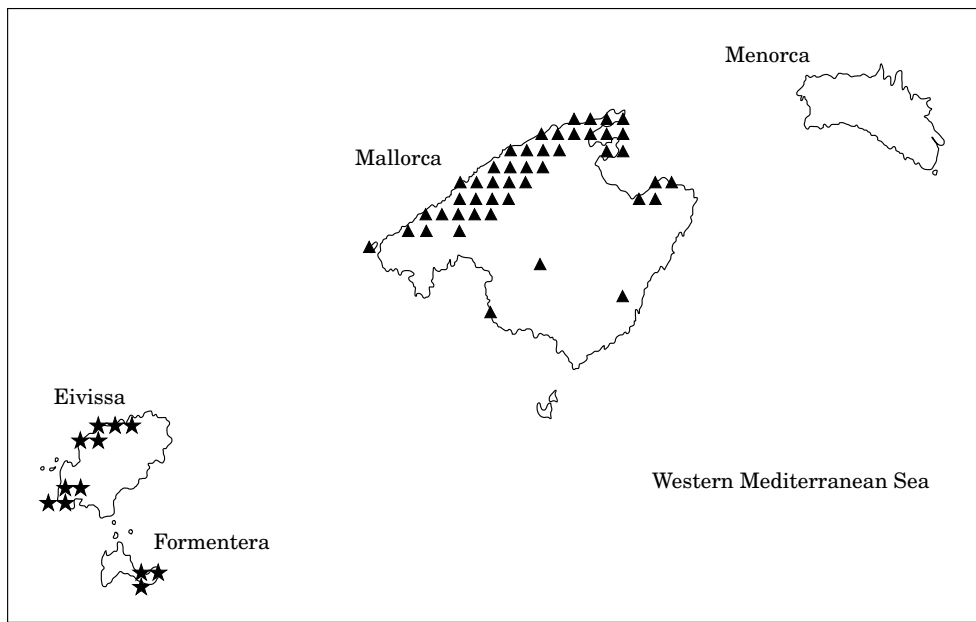 Menorca
Mallorca
Eivissa
Western Mediterranean Sea
Formentera